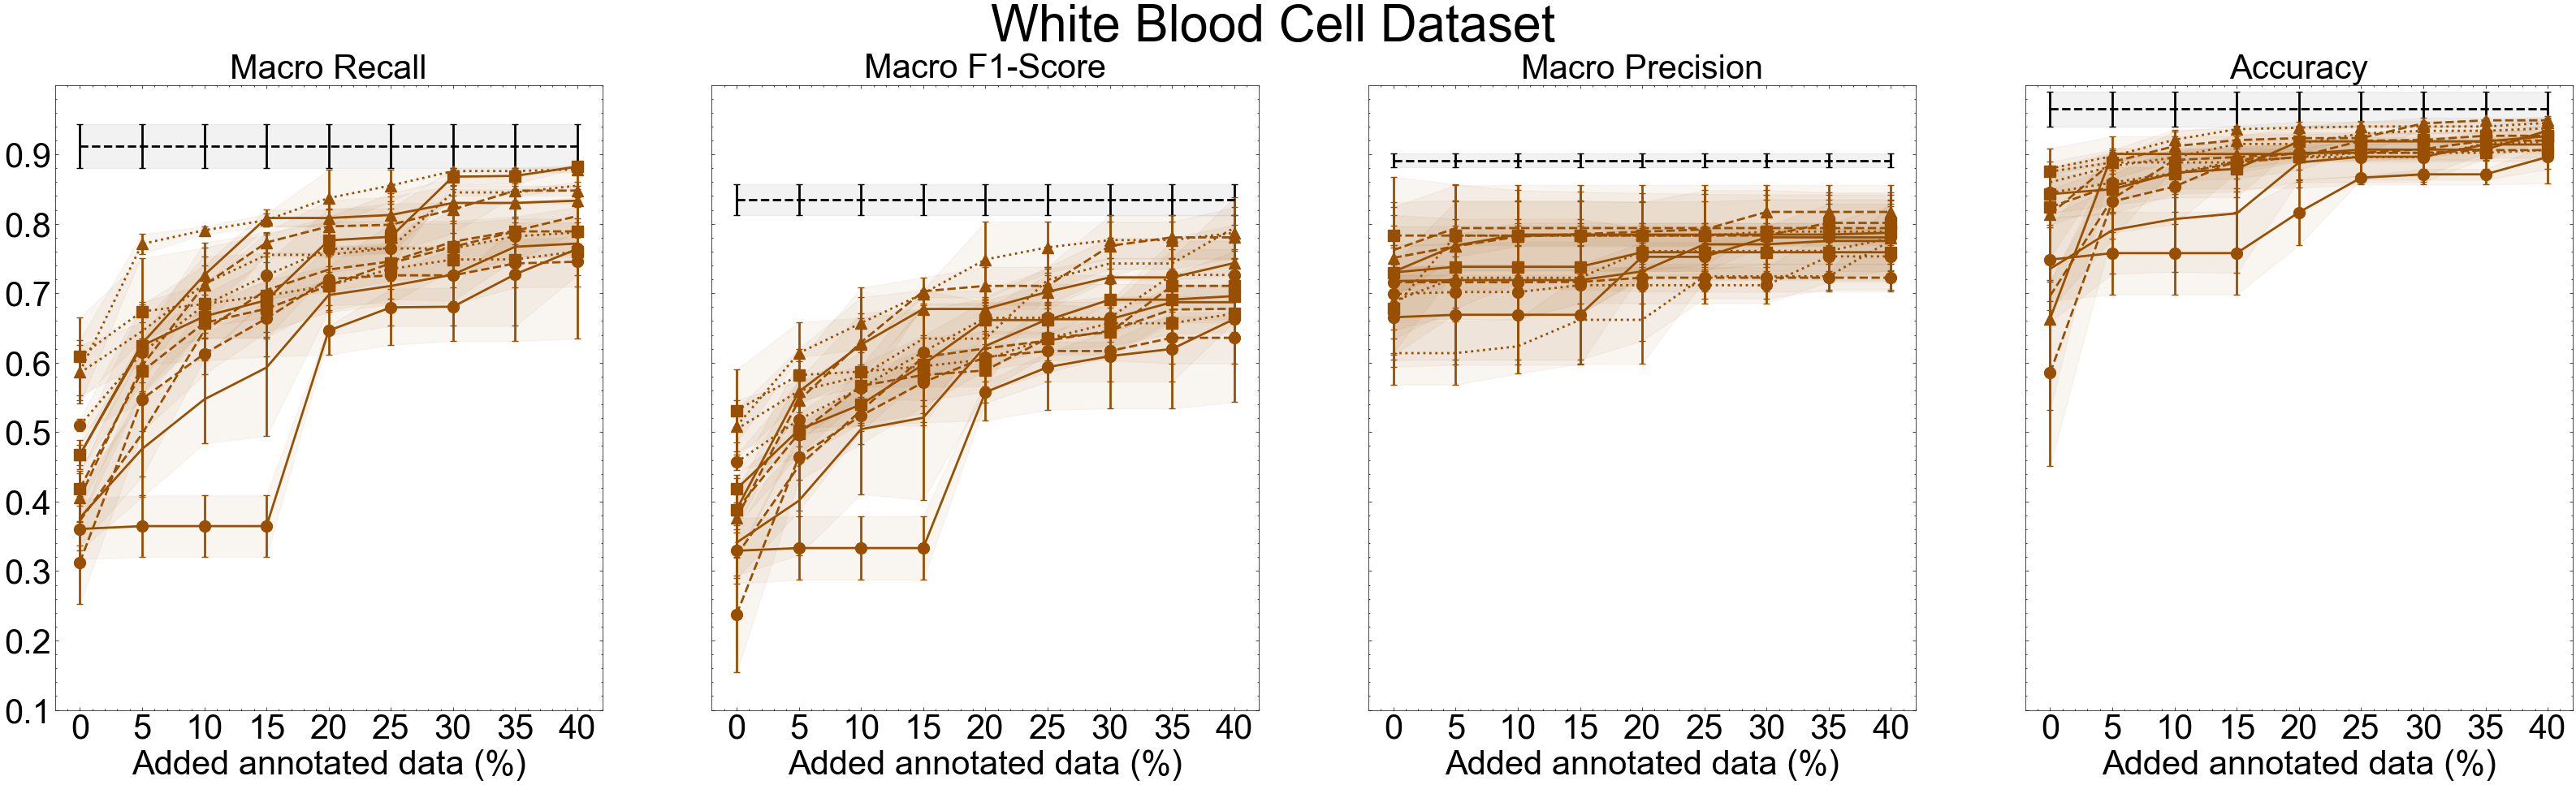 White Blood Cell Dataset
Macro Recall
Macro F1-Score
Macro Precision
Accuracy
0.9
0.8
0.7
0.6
0.5
0.4
0.3
0.2
0.1
0 5 10 15 20 25 30 35 40
0 5 10 15 20 25 30 35 40
0 5 10 15 20 25 30 35 40
0 5 10 15 20 25 30 35 40
Added annotated data (%)
Added annotated data (%)
Added annotated data (%)
Added annotated data (%)